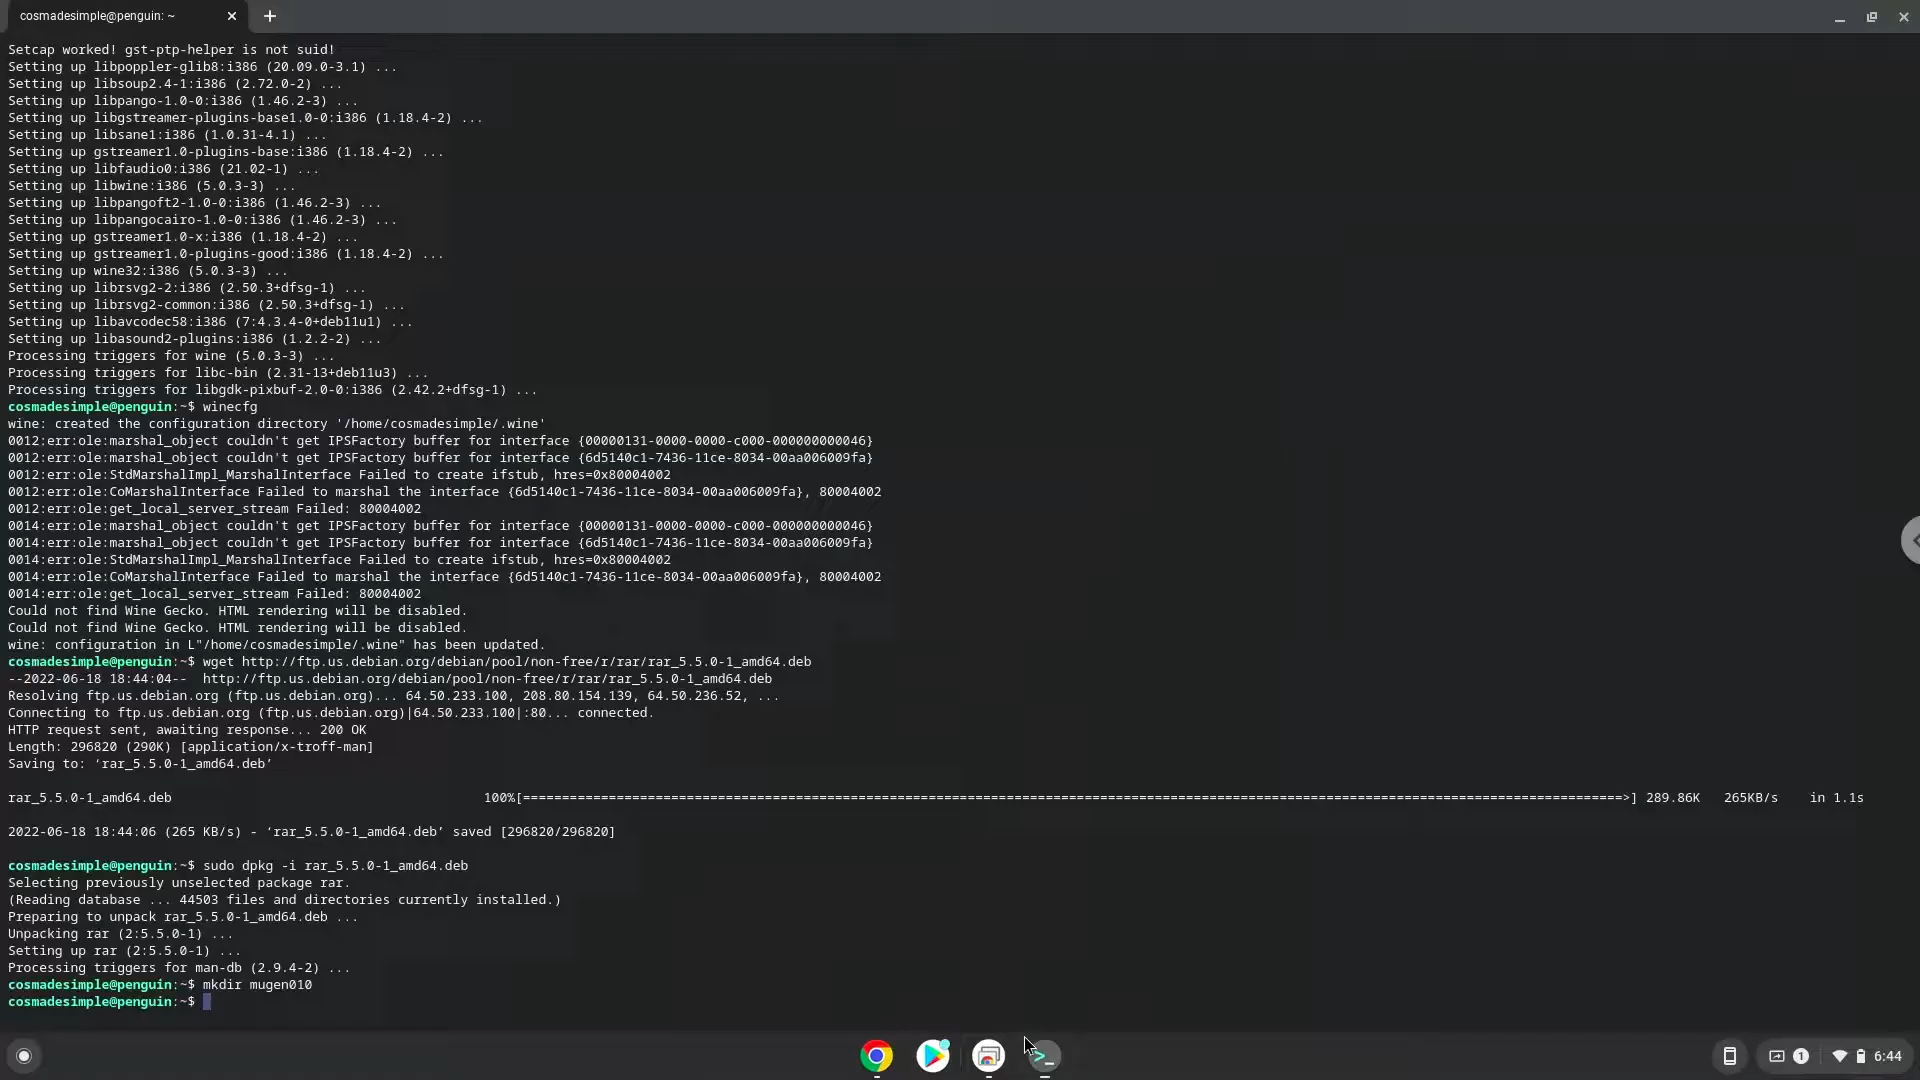 cosmadesimple@penguin: ~
Setcap worked! gst-ptp-helper is not suid!
Setting up libpoppler-glib8:i386 (20.09.0-3.1) ...
Setting up libsoup2.4-1:i386 (2.72.0-2) ...
Setting up libpango-1.0-0:i386 (1.46.2-3) ...
Setting up libgstreamer-plugins-base1.0-0:i386 (1.18.4-2) ...
Setting up libsane1:i386 (1.0.31-4.1) ...
Setting up gstreamer1.0-plugins-base:i386 (1.18.4-2) ...
Setting up libfaudio0:i386 (21.02-1) ...
Setting up libwine:i386 (5.0.3-3) ...
Setting up libpangoft2-1.0-0:i386 (1.46.2-3) ...
Setting up libpangocairo-1.0-0:i386 (1.46.2-3) ...
Setting up gstreamer1.0-x:i386 (1.18.4-2) ...
Setting up gstreamer1.0-plugins-good:i386 (1.18.4-2) ...
Setting up wine32:i386 (5.0.3-3) ...
Setting up librsvg2-2:i386 (2.50.3+dfsg-1) ...
Setting up librsvg2-common:i386 (2.50.3+dfsg-1) ...
Setting up libavcodec58:i386 (7:4.3.4-0+deb11u1) ...
Setting up libasound2-plugins:i386 (1.2.2-2) ...
Processing triggers for wine (5.0.3-3) ...
Processing triggers for libc-bin (2.31-13+deb11u3) ...
Processing triggers for libgdk-pixbuf-2.0-0:i386 (2.42.2+dfsg-1) ...
cosmadesimple@penguin:~$ winecfg
wine: created the configuration directory '/home/cosmadesimple/.wine'
0012:err:ole:marshal_object couldn't get IPSFactory buffer for interface {00000131-0000-0000-c000-000000000046}
0012:err:ole:marshal_object couldn't get IPSFactory buffer for interface {6d5140c1-7436-11ce-8034-00aa006009fa}
0012:err:ole:StdMarshalImpl_MarshalInterface Failed to create ifstub, hres=0x80004002
0012:err:ole:CoMarshalInterface Failed to marshal the interface {6d5140c1-7436-11ce-8034-00aa006009fa}, 80004002
0012:err:ole:get_local_server_stream Failed: 80004002
0014:err:ole:marshal_object couldn't get IPSFactory buffer for interface {00000131-0000-0000-c000-000000000046}
0014:err:ole:marshal_object couldn't get IPSFactory buffer for interface {6d5140c1-7436-11ce-8034-00aa006009fa}
0014:err:ole:StdMarshalImpl_MarshalInterface Failed to create ifstub, hres=0x80004002
0014:err:ole:CoMarshalInterface Failed to marshal the interface {6d5140c1-7436-11ce-8034-00aa006009fa}, 80004002
0014:err:ole:get_local_server_stream Failed: 80004002
Could not find Wine Gecko. HTML rendering will be disabled.
Could not find Wine Gecko. HTML rendering will be disabled.
wine: configuration in L"/home/cosmadesimple/.wine" has been updated.
cosmadesimple@penguin:~$ wget http://ftp.us.debian.org/debian/pool/non-free/r/rar/rar_5.5.0-1_amd64.deb
--2022-06-18 18:44:04--  http://ftp.us.debian.org/debian/pool/non-free/r/rar/rar_5.5.0-1_amd64.deb
Resolving ftp.us.debian.org (ftp.us.debian.org)... 64.50.233.100, 208.80.154.139, 64.50.236.52, ...
Connecting to ftp.us.debian.org (ftp.us.debian.org)|64.50.233.100|:80... connected.
HTTP request sent, awaiting response... 200 OK
Length: 296820 (290K) [application/x-troff-man]
Saving to: ‘rar_5.5.0-1_amd64.deb’
rar_5.5.0-1_amd64.deb 100%[=============================================================================================================================================>] 289.86K 265KB/s in 1.1s
2022-06-18 18:44:06 (265 KB/s) - ‘rar_5.5.0-1_amd64.deb’ saved [296820/296820]
cosmadesimple@penguin:~$ sudo dpkg -i rar_5.5.0-1_amd64.deb
Selecting previously unselected package rar.
(Reading database ... 44503 files and directories currently installed.)
Preparing to unpack rar_5.5.0-1_amd64.deb ...
Unpacking rar (2:5.5.0-1) ...
Setting up rar (2:5.5.0-1) ...
Processing triggers for man-db (2.9.4-2) ...
cosmadesimple@penguin:~$ mkdir mugen010
cosmadesimple@penguin:~$
>_
1 6:44